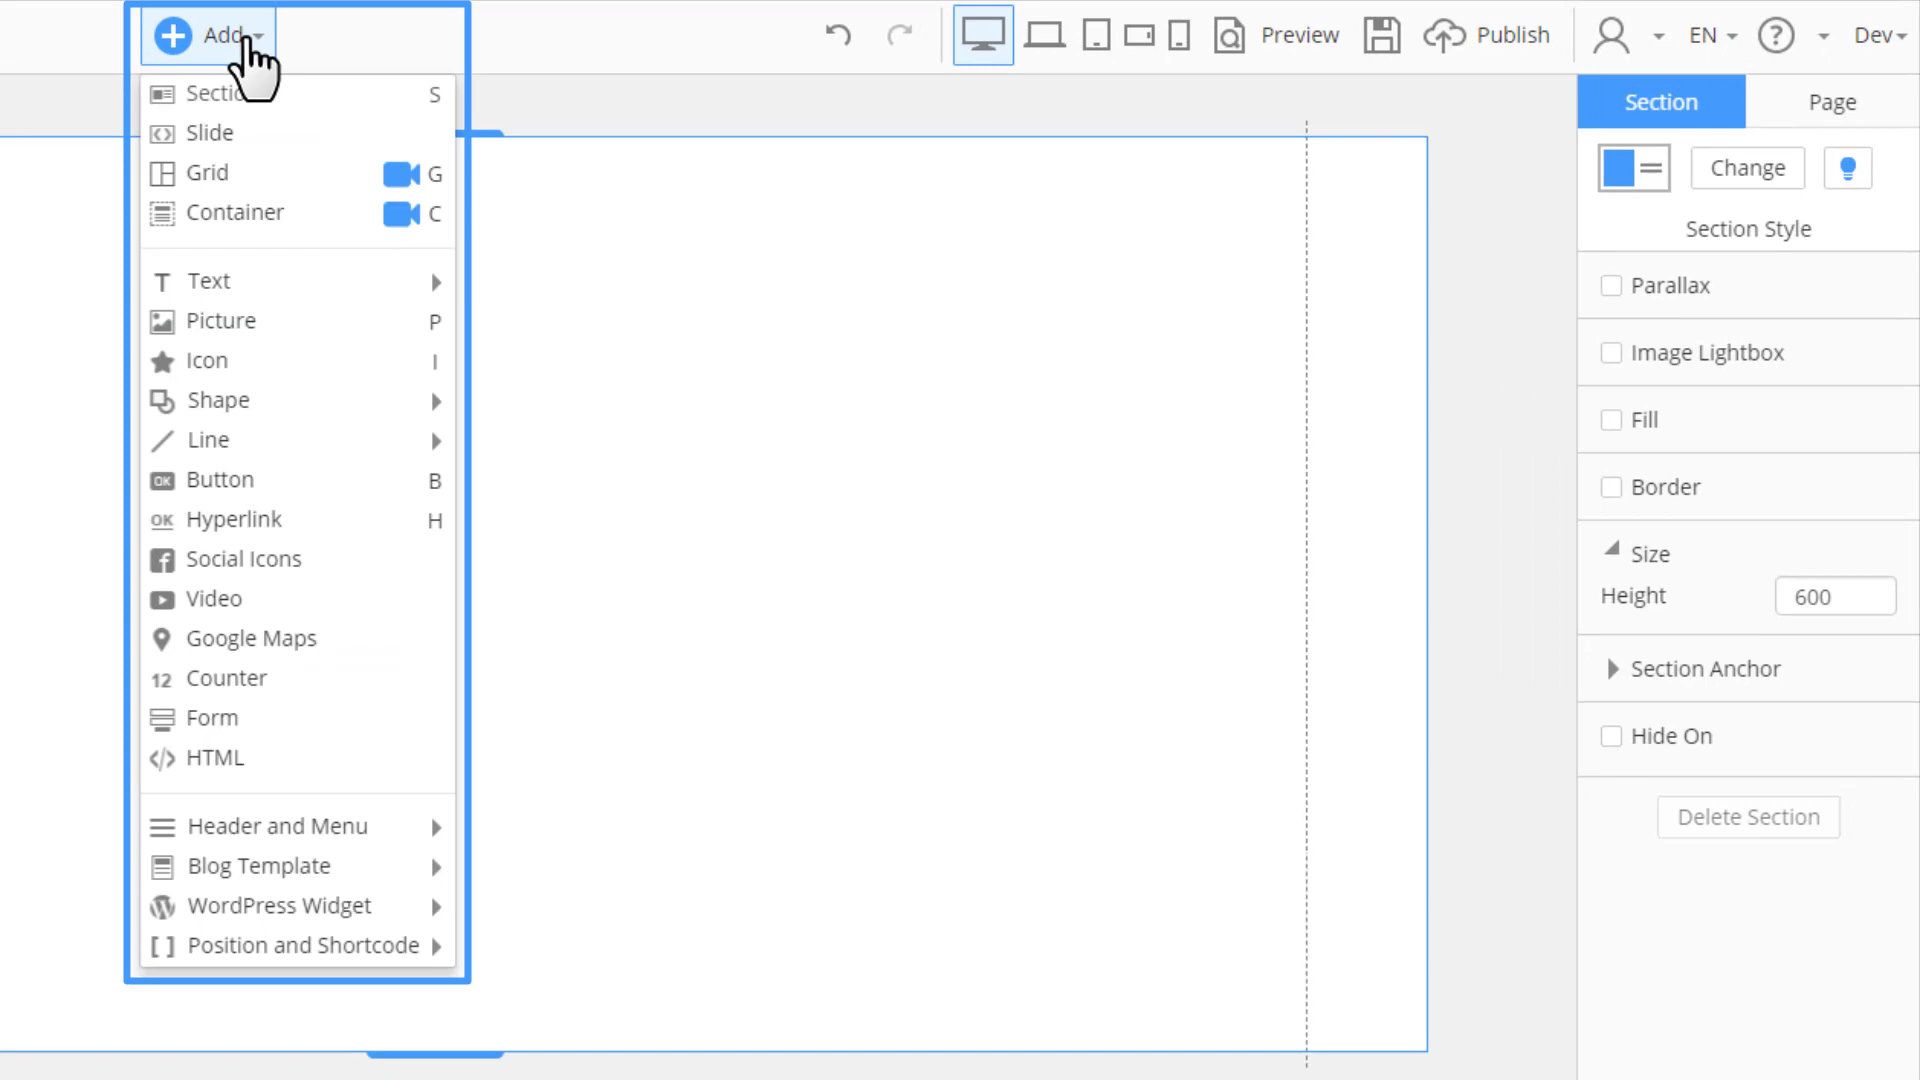 Add
EN
Preview
Publish
Dev
S
Slide
Grid G
Container C
Text
Picture P
Icon I
Shape
Line
OK Button B
OK Hyperlink H
Social Icons
Video
Google Maps
12 Counter
Form
HTML
Header and Menu
Blog Template
WordPress Widget
[ ] Position and Shortcode
Section Page
Change
Section Style
Parallax
Image Lightbox
Fill
Border
Size
Height 600
Section Anchor
Hide On
Delete Section